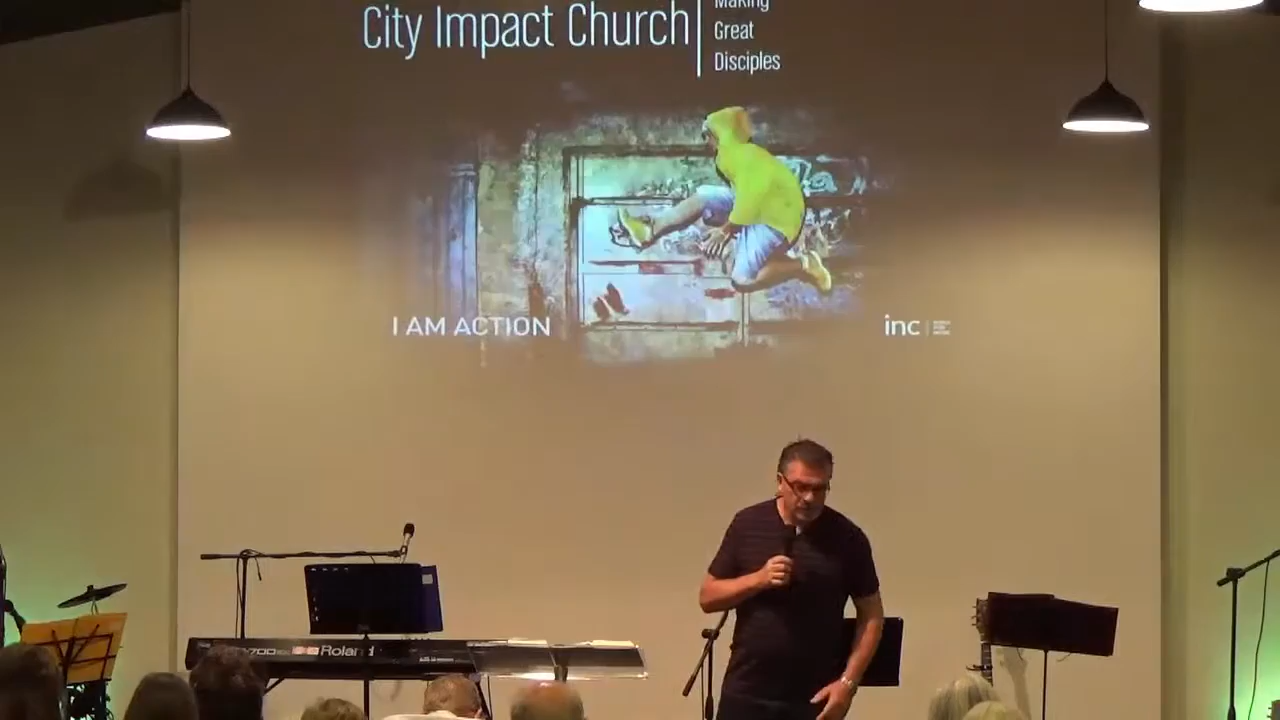 City Impact Church
Making
Great
Disciples
I AM ACTION
inc
Roland